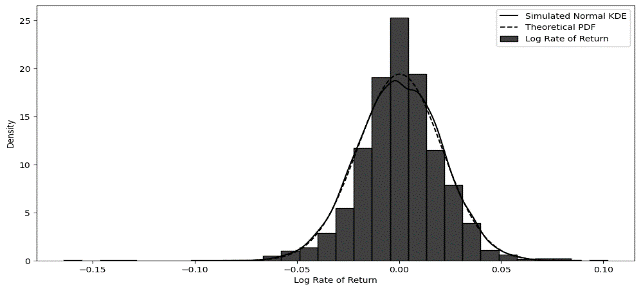 Simulated Normal KDE
Theoretical PDF
Log Rate of Return
25
20
15
10
5
0
Density
−0.15
−0.10
−0.05
0.00
0.05
0.10
Log Rate of Return